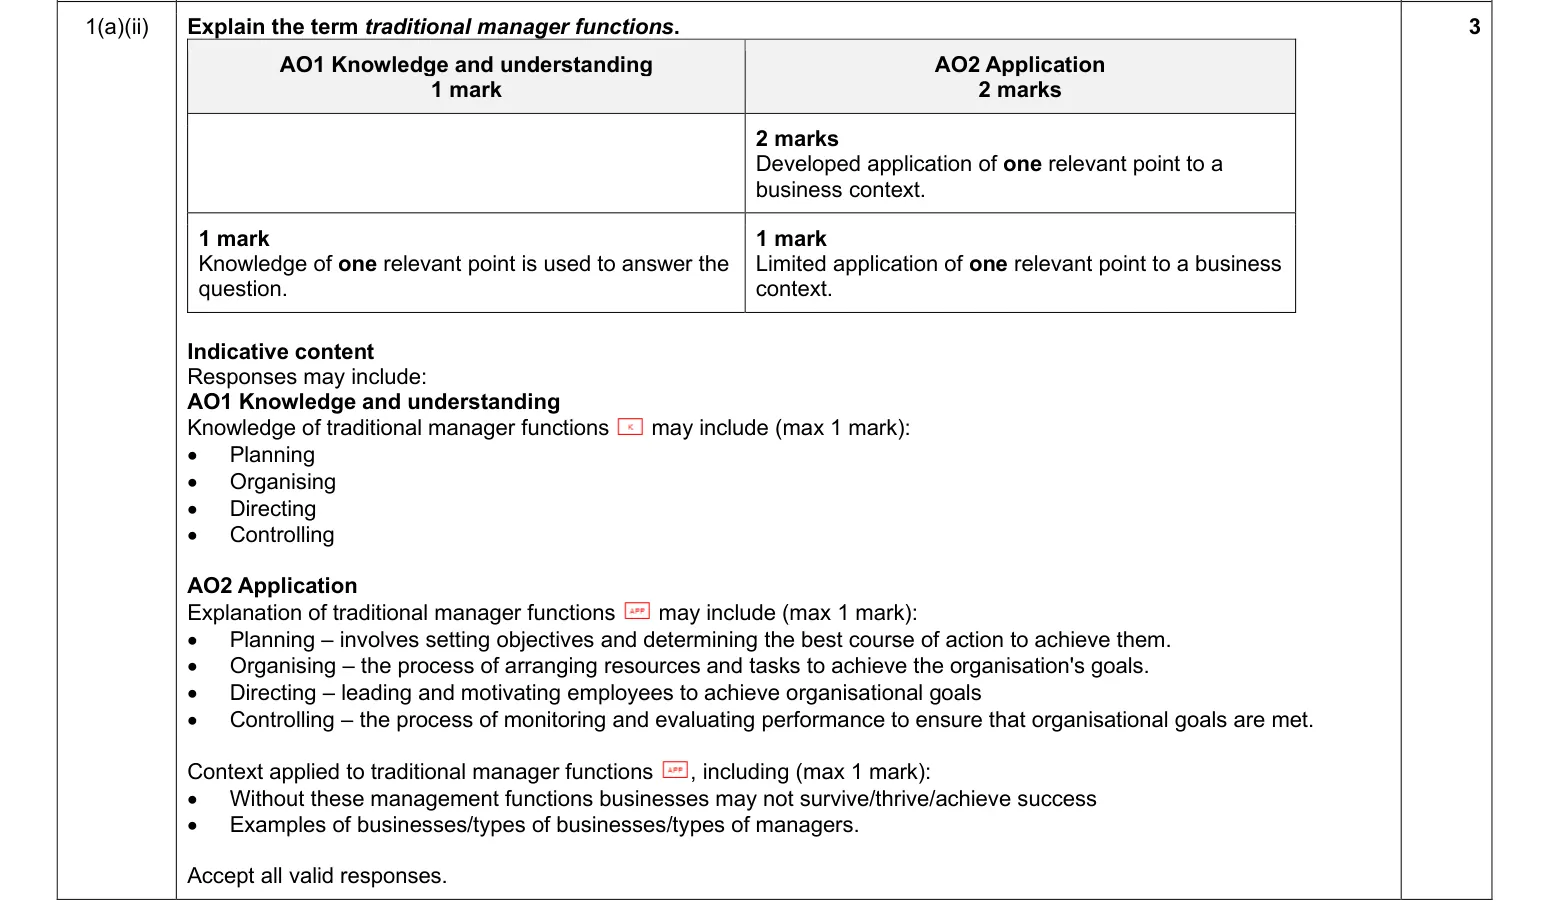 1(a)(ii) Explain the term traditional manager functions. 3
AO1 Knowledge and understanding
1 mark
AO2 Application
2 marks
2 marks
Developed application of one relevant point to a
business context.
1 mark
Knowledge of one relevant point is used to answer the
question.
1 mark
Limited application of one relevant point to a business
context.
Indicative content
Responses may include:
AO1 Knowledge and understanding
Knowledge of traditional manager functions K may include (max 1 mark):
• Planning
• Organising
• Directing
• Controlling
AO2 Application
Explanation of traditional manager functions APP may include (max 1 mark):
• Planning – involves setting objectives and determining the best course of action to achieve them.
• Organising – the process of arranging resources and tasks to achieve the organisation's goals.
• Directing – leading and motivating employees to achieve organisational goals
• Controlling – the process of monitoring and evaluating performance to ensure that organisational goals are met.
Context applied to traditional manager functions APP, including (max 1 mark):
• Without these management functions businesses may not survive/thrive/achieve success
• Examples of businesses/types of businesses/types of managers.
Accept all valid responses.